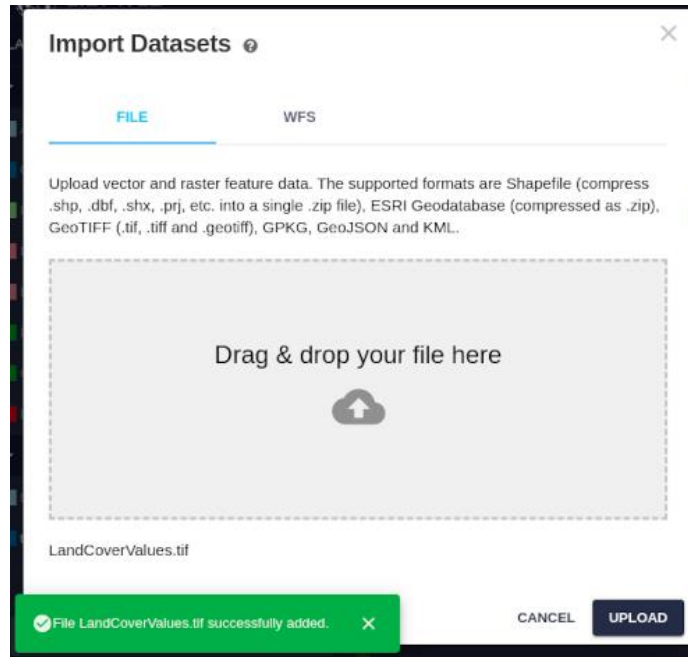 Import Datasets
FILE WFS
Upload vector and raster feature data. The supported formats are Shapefile (compress
.shp, .dbf, .shx, .prj, etc. into a single .zip file), ESRI Geodatabase (compressed as .zip),
GeoTIFF (.tif, .tiff and .geotiff), GPKG, GeoJSON and KML.
Drag & drop your file here
LandCoverValues.tif
File LandCoverValues.tif successfully added.
CANCEL UPLOAD